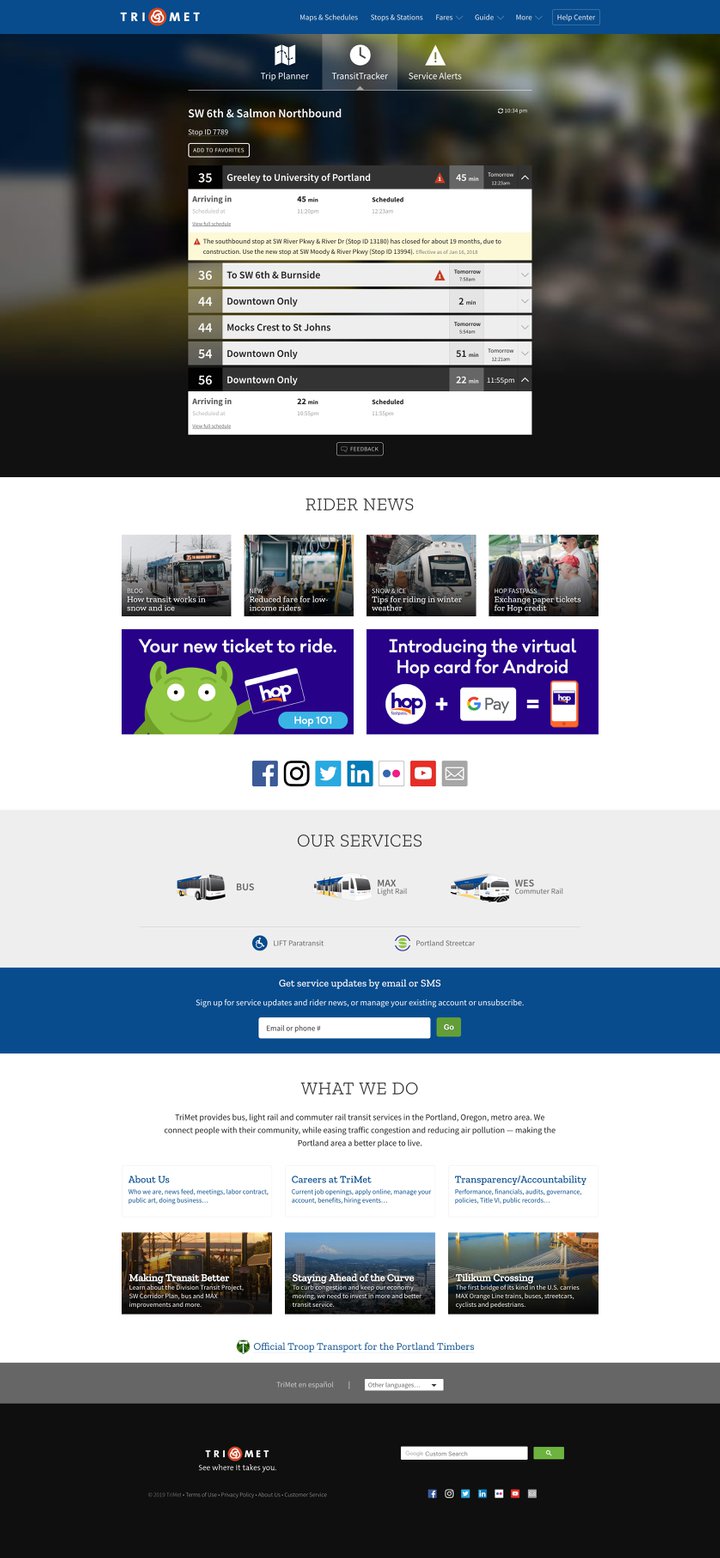 TRI MET
Maps & Schedules
Stops & Stations
Fares
Guide
More
Help Center
Trip Planner
TransitTracker
Service Alerts
SW 6th & Salmon Northbound
10:34 pm
Stop ID 7789
ADD TO FAVORITES
35 Greeley to University of Portland 45 min Tomorrow
12:23am
Arriving in 45 min Scheduled
Scheduled at 11:20pm 12:23am
View full schedule
The southbound stop at SW River Pkwy & River Dr (Stop ID 13180) has closed for about 19 months, due to
construction. Use the new stop at SW Moody & River Pkwy (Stop ID 13994). Effective as of Jan 16, 2018
36 To SW 6th & Burnside Tomorrow
7:58am
44 Downtown Only 2 min
44 Mocks Crest to St Johns Tomorrow
5:54am
54 Downtown Only 51 min Tomorrow
12:21am
56 Downtown Only 22 min 11:55pm
Arriving in 22 min Scheduled
Scheduled at 10:55pm 11:55pm
View full schedule
FEEDBACK
RIDER NEWS
BLOG
How transit works in
snow and ice
NEW
Reduced fare for low-
income riders
SNOW & ICE
Tips for riding in winter
weather
HOP FASTPASS
Exchange paper tickets
for Hop credit
Your new ticket to ride.
hop
Hop 101
Introducing the virtual
Hop card for Android
hop
fastpass
+
G Pay
=
hop
OUR SERVICES
BUS
MAX
Light Rail
WES
Commuter Rail
LIFT Paratransit
Portland Streetcar
Get service updates by email or SMS
Sign up for service updates and rider news, or manage your existing account or unsubscribe.
Email or phone #
Go
WHAT WE DO
TriMet provides bus, light rail and commuter rail transit services in the Portland, Oregon, metro area. We
connect people with their community, while easing traffic congestion and reducing air pollution — making the
Portland area a better place to live.
About Us
Who we are, news feed, meetings, labor contract,
public art, doing business…
Careers at TriMet
Current job openings, apply online, manage your
account, benefits, hiring events…
Transparency/Accountability
Performance, financials, audits, governance,
policies, Title VI, public records…
Making Transit Better
Learn about the Division Transit Project,
SW Corridor Plan, bus and MAX
improvements and more.
Staying Ahead of the Curve
To curb congestion and keep our economy
moving, we need to invest in more and better
transit service.
Tilikum Crossing
The first bridge of its kind in the U.S. carries
MAX Orange Line trains, buses, streetcars,
cyclists and pedestrians.
Official Troop Transport for the Portland Timbers
TriMet en español
|
Other languages…
TRI MET
See where it takes you.
Google Custom Search
© 2019 TriMet • Terms of Use • Privacy Policy • About Us • Customer Service